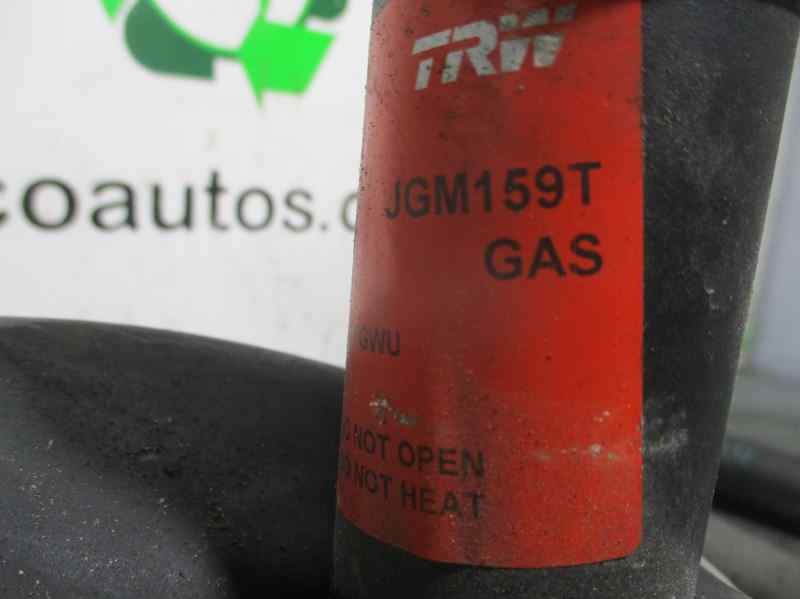 TRW
coautos.
JGM159T
GAS
GWU
NOT OPEN
NOT HEAT